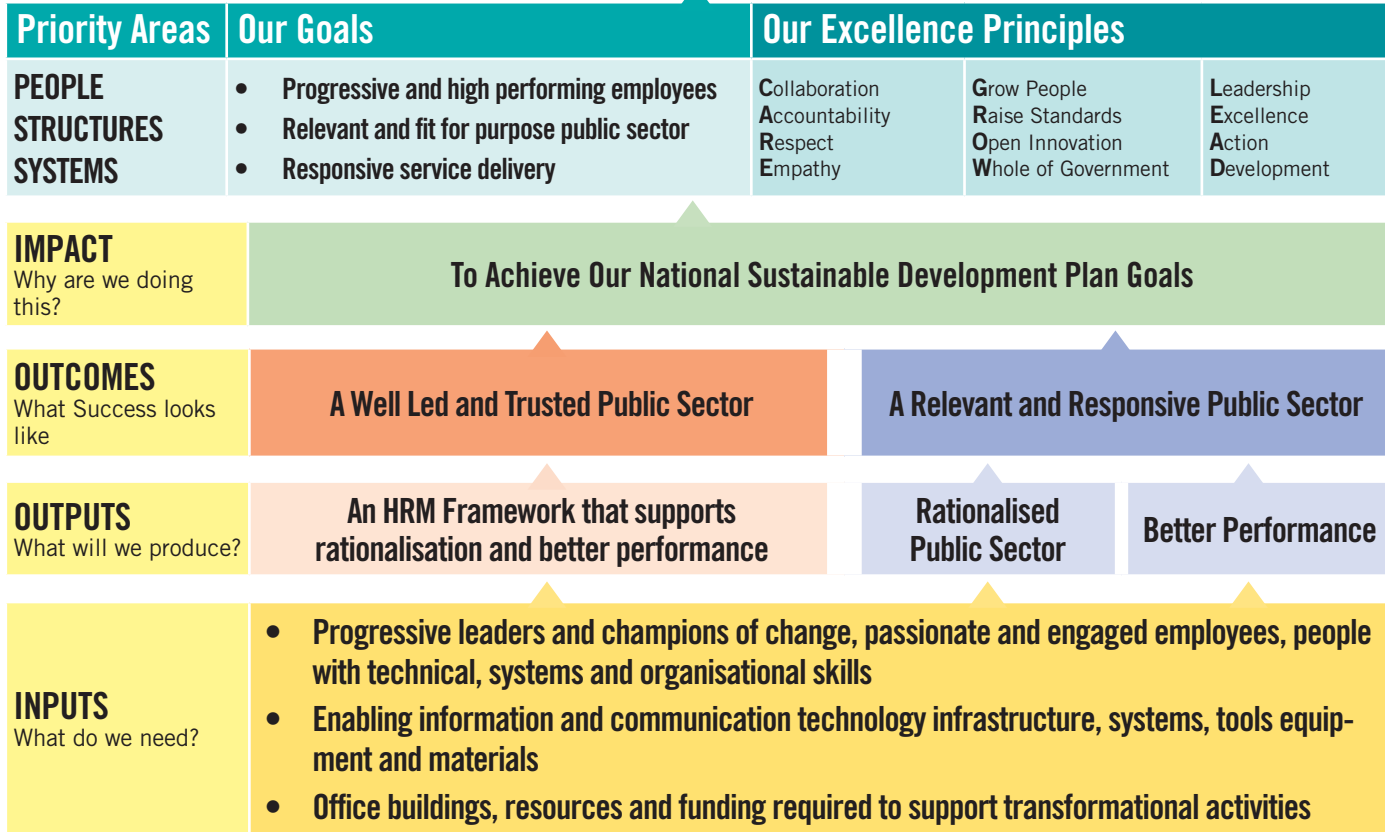 Priority Areas
Our Goals
Our Excellence Principles
PEOPLE
STRUCTURES
SYSTEMS
• Progressive and high performing employees
• Relevant and fit for purpose public sector
• Responsive service delivery
Collaboration
Accountability
Respect
Empathy
Grow People
Raise Standards
Open Innovation
Whole of Government
Leadership
Excellence
Action
Development
IMPACT
Why are we doing
this?
To Achieve Our National Sustainable Development Plan Goals
OUTCOMES
What Success looks
like
A Well Led and Trusted Public Sector
A Relevant and Responsive Public Sector
OUTPUTS
What will we produce?
An HRM Framework that supports
rationalisation and better performance
Rationalised
Public Sector
Better Performance
INPUTS
What do we need?
• Progressive leaders and champions of change, passionate and engaged employees, people
with technical, systems and organisational skills
• Enabling information and communication technology infrastructure, systems, tools equip-
ment and materials
• Office buildings, resources and funding required to support transformational activities